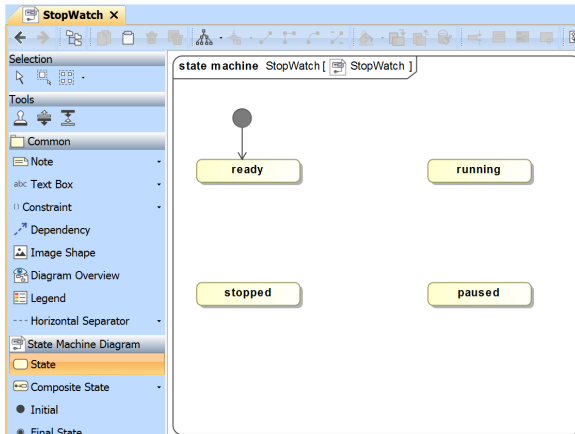 StopWatch
Selection
Tools
Common
Note
abc Text Box
Constraint
Dependency
Image Shape
Diagram Overview
Legend
Horizontal Separator
State Machine Diagram
State
Composite State
Initial
Final State
state machine StopWatch [ StopWatch ]
ready
running
stopped
paused